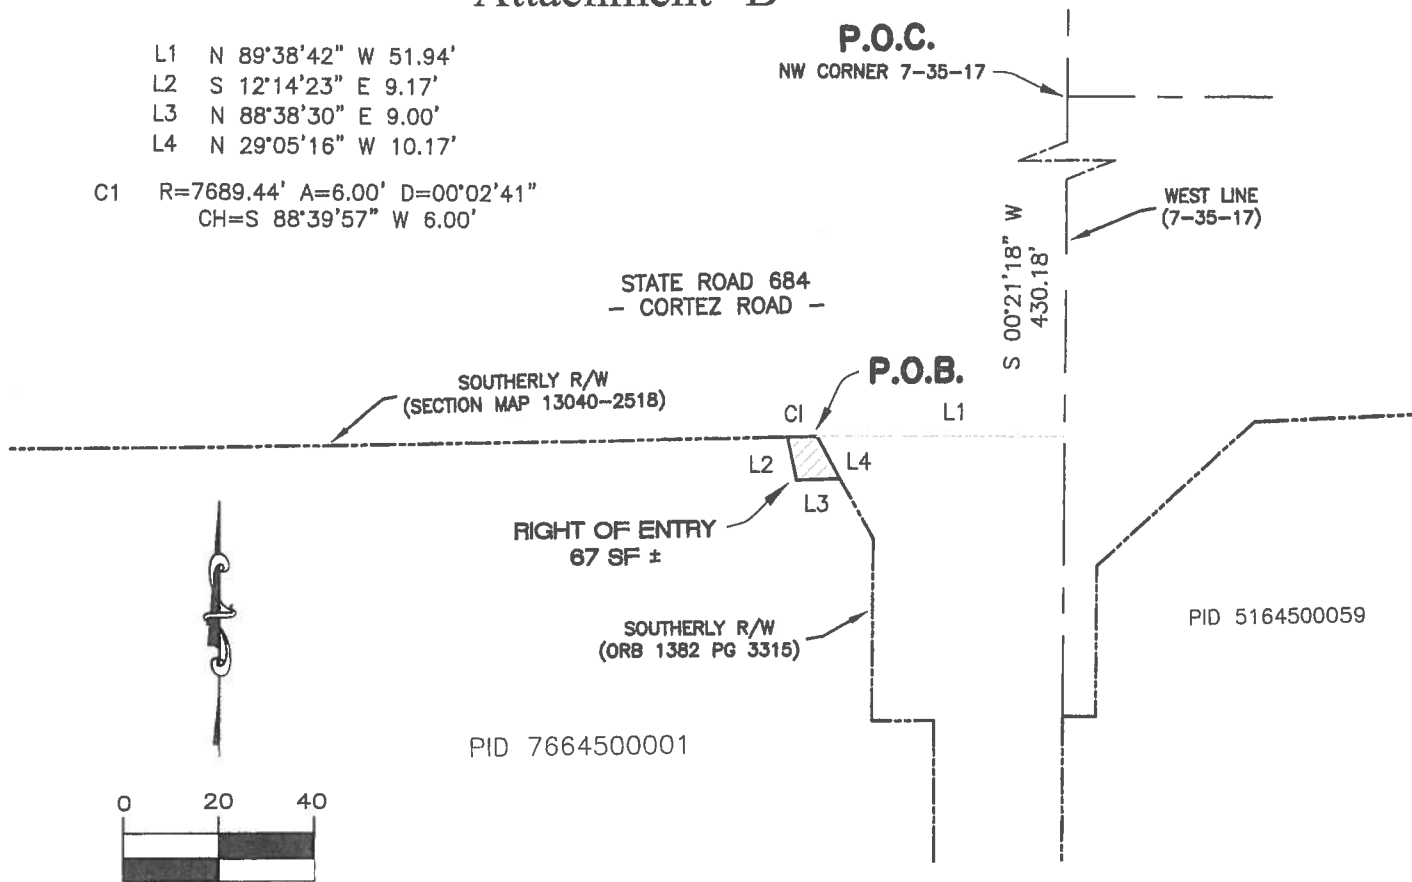 L1 N 89°38'42" W 51.94'
L2 S 12°14'23" E 9.17'
L3 N 88°38'30" E 9.00'
L4 N 29°05'16" W 10.17'
C1 R=7689.44' A=6.00' D=00°02'41"
CH=S 88°39'57" W 6.00'
P.O.C.
NW CORNER 7-35-17
WEST LINE
(7-35-17)
S 00°21'18" W
430.18'
STATE ROAD 684
- CORTEZ ROAD -
SOUTHERLY R/W
(SECTION MAP 13040-2518)
P.O.B.
C1
L1
L2
L4
L3
RIGHT OF ENTRY
67 SF ±
SOUTHERLY R/W
(ORB 1382 PG 3315)
PID 5164500059
PID 7664500001
0 20 40